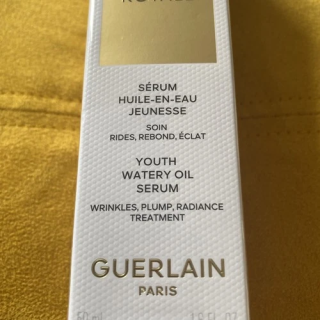 SÉRUM
HUILE-EN-EAU
JEUNESSE
SOIN
RIDES, REBOND, ÉCLAT
YOUTH
WATERY OIL
SERUM
WRINKLES, PLUMP, RADIANCE
TREATMENT
GUERLAIN
PARIS